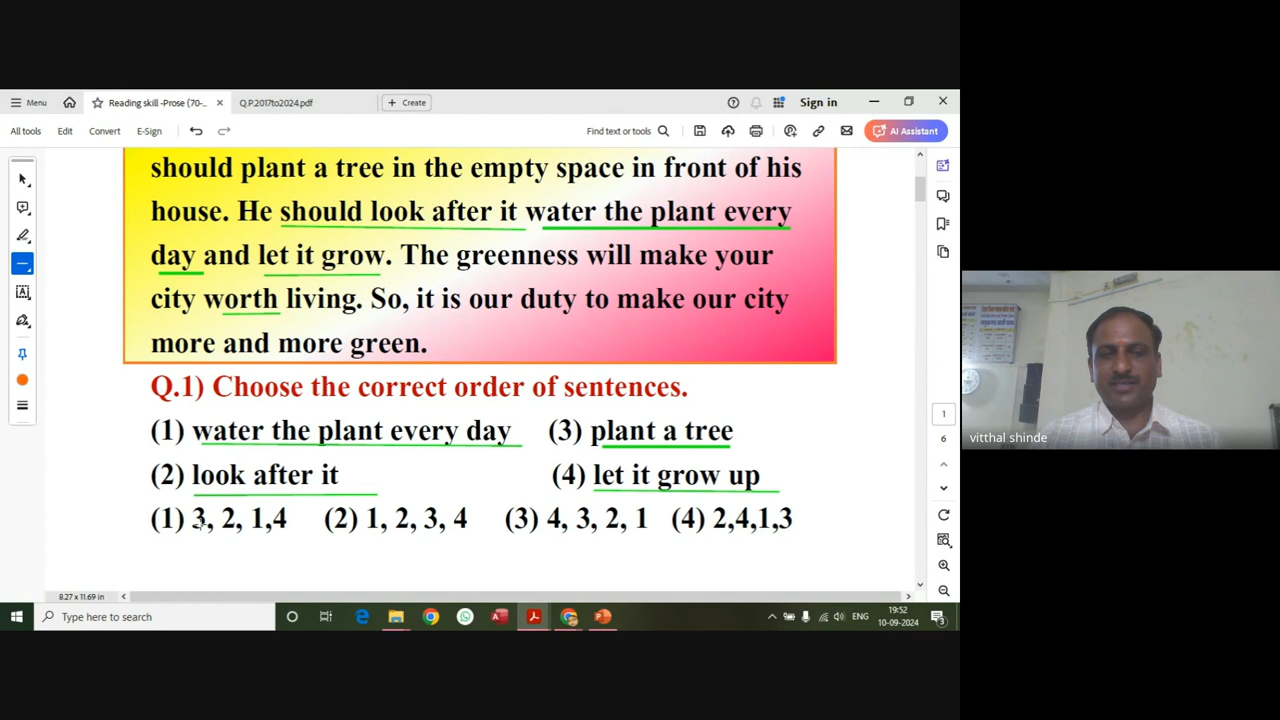 Menu
Reading skill -Prose (70-...
Q.P.2017to2024.pdf
Create
Sign in
All tools
Edit
Convert
E-Sign
Find text or tools
AI Assistant
should plant a tree in the empty space in front of his
house. He should look after it water the plant every
day and let it grow. The greenness will make your
city worth living. So, it is our duty to make our city
more and more green.
Q.1) Choose the correct order of sentences.
(1) water the plant every day (3) plant a tree
(2) look after it (4) let it grow up
(1) 3, 2, 1,4 (2) 1, 2, 3, 4 (3) 4, 3, 2, 1 (4) 2,4,1,3
1
6
8.27 x 11.69 in
Type here to search
ENG
19:52
10-09-2024
3
vitthal shinde